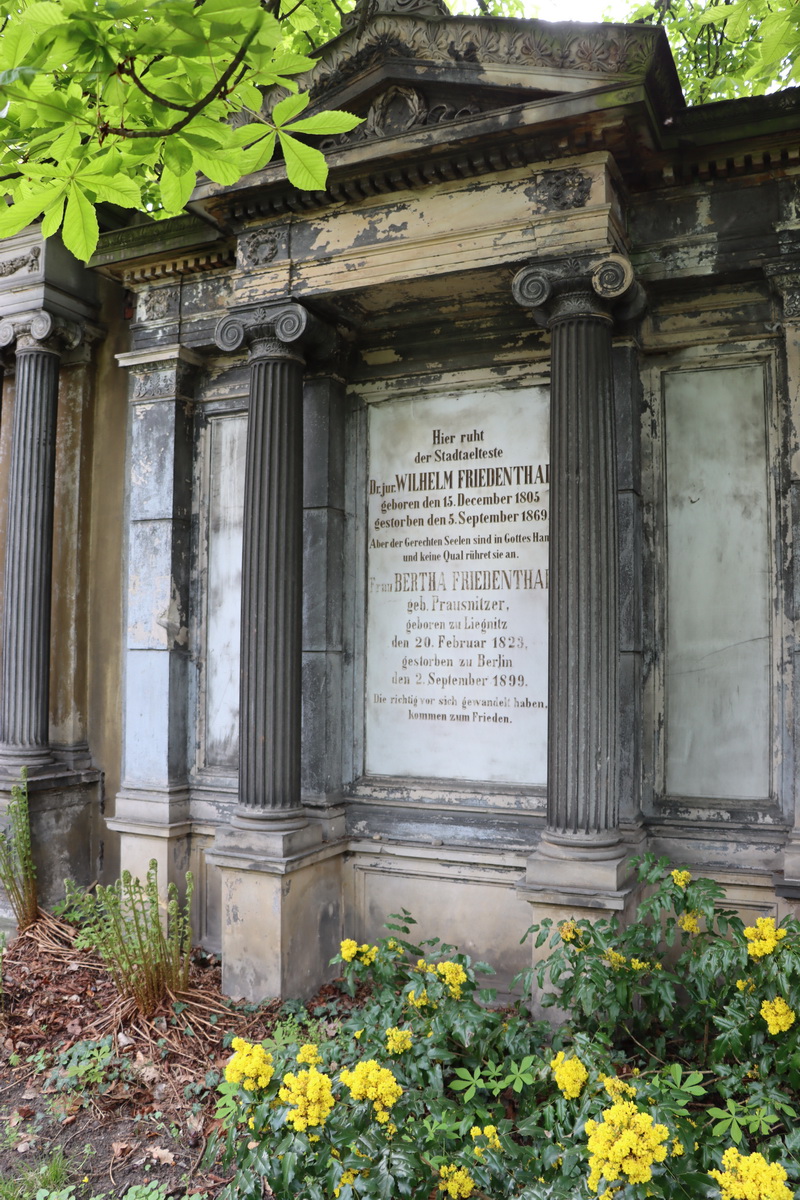 Hier ruht
der Stadtaelteste
Dr. jur. WILHELM FRIEDENTHAL
geboren den 15. December 1805
gestorben den 5. September 1869.
Aber der Gerechten Seelen sind in Gottes Han
und keine Qual rühret sie an.
Frau BERTHA FRIEDENTHAL
geb. Prausnitzer,
geboren zu Liegnitz
den 20. Februar 1823,
gestorben zu Berlin
den 2. September 1899.
Die richtig vor sich gewandelt haben,
kommen zum Frieden.